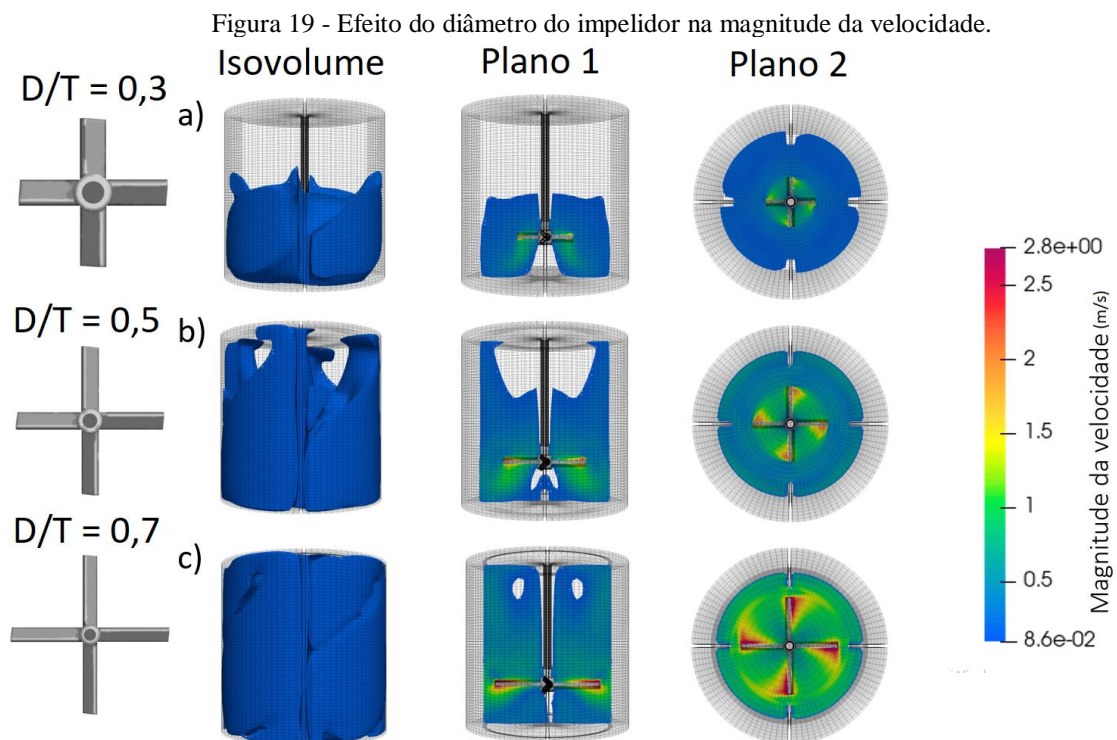 Figura 19 - Efeito do diâmetro do impelidor na magnitude da velocidade.
Isovolume
Plano 1
Plano 2
D/T = 0,3
a)
D/T = 0,5
b)
D/T = 0,7
c)
2.8e+00
2.5
2
1.5
1
0.5
8.6e-02
Magnitude da velocidade (m/s)